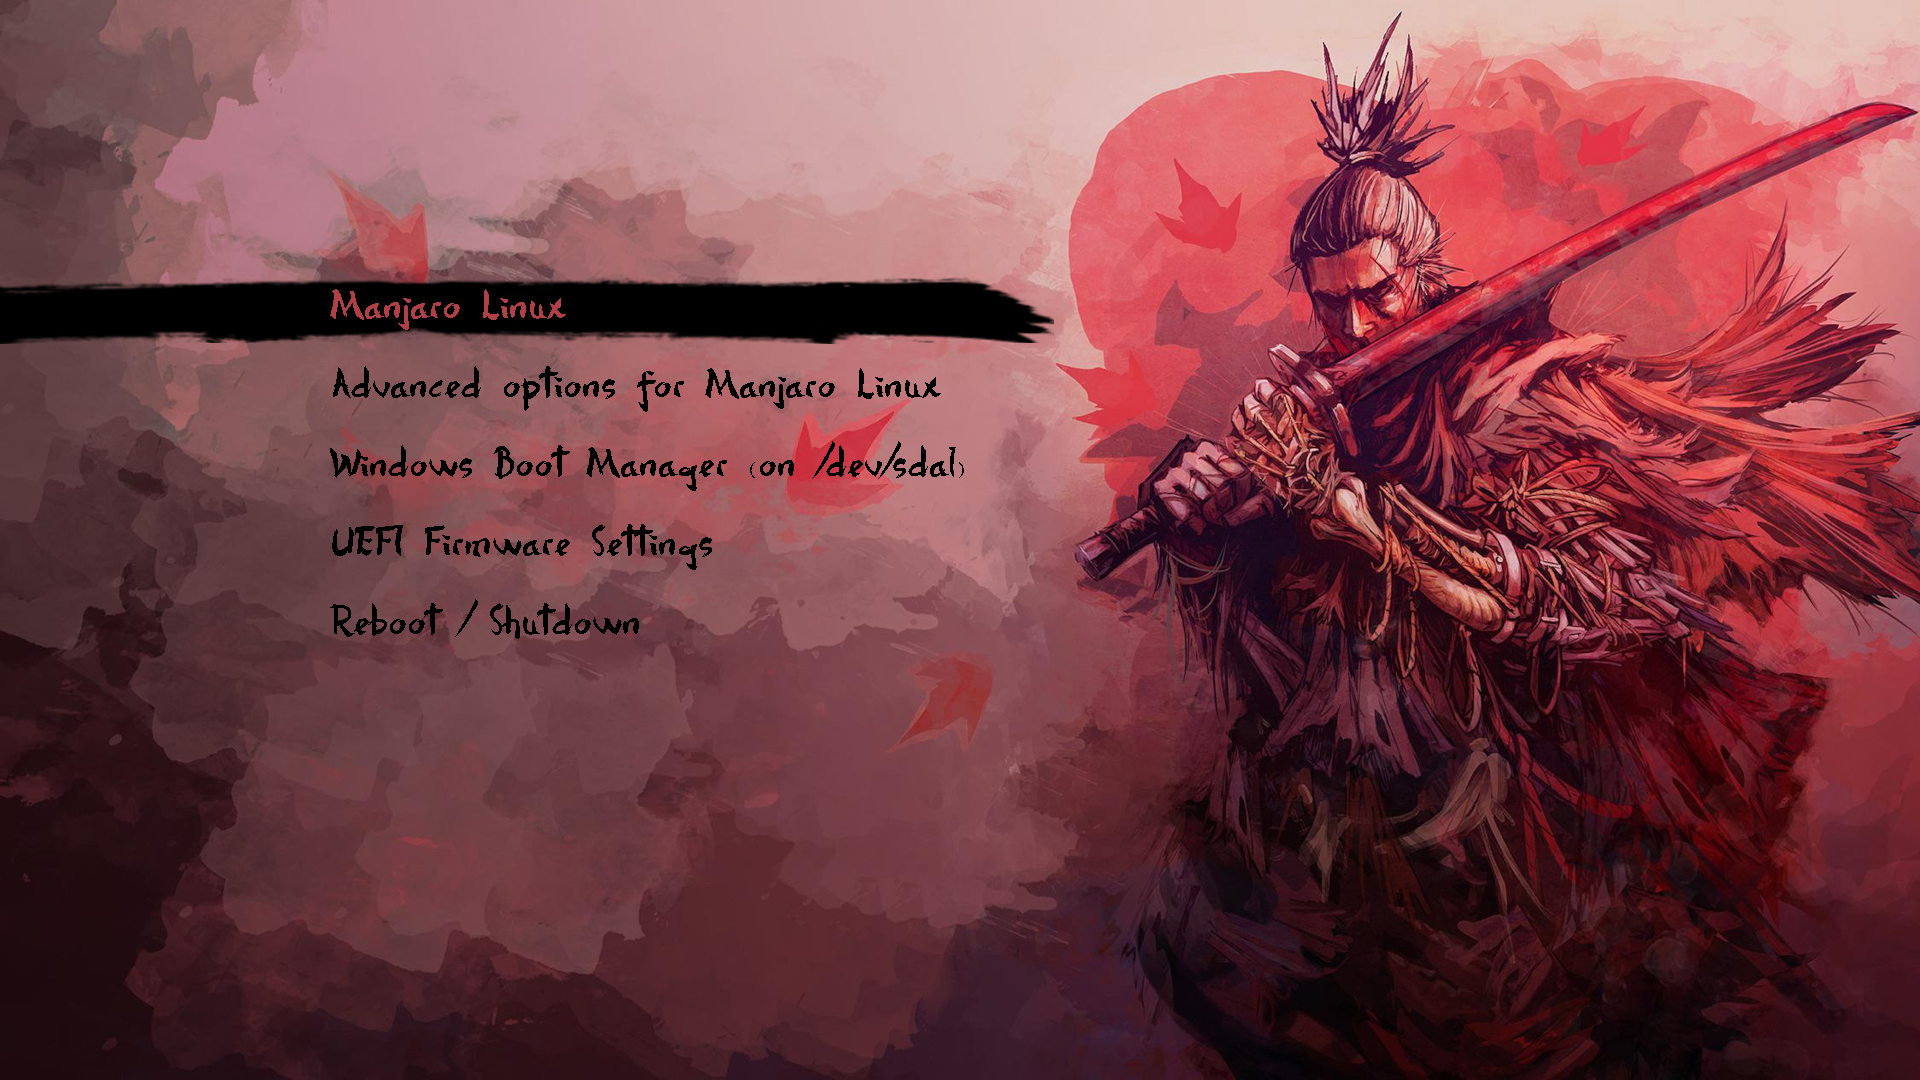 Manjaro Linux
Advanced options for Manjaro Linux
Windows Boot Manager (on /dev/sda1)
UEFI Firmware Settings
Reboot / Shutdown